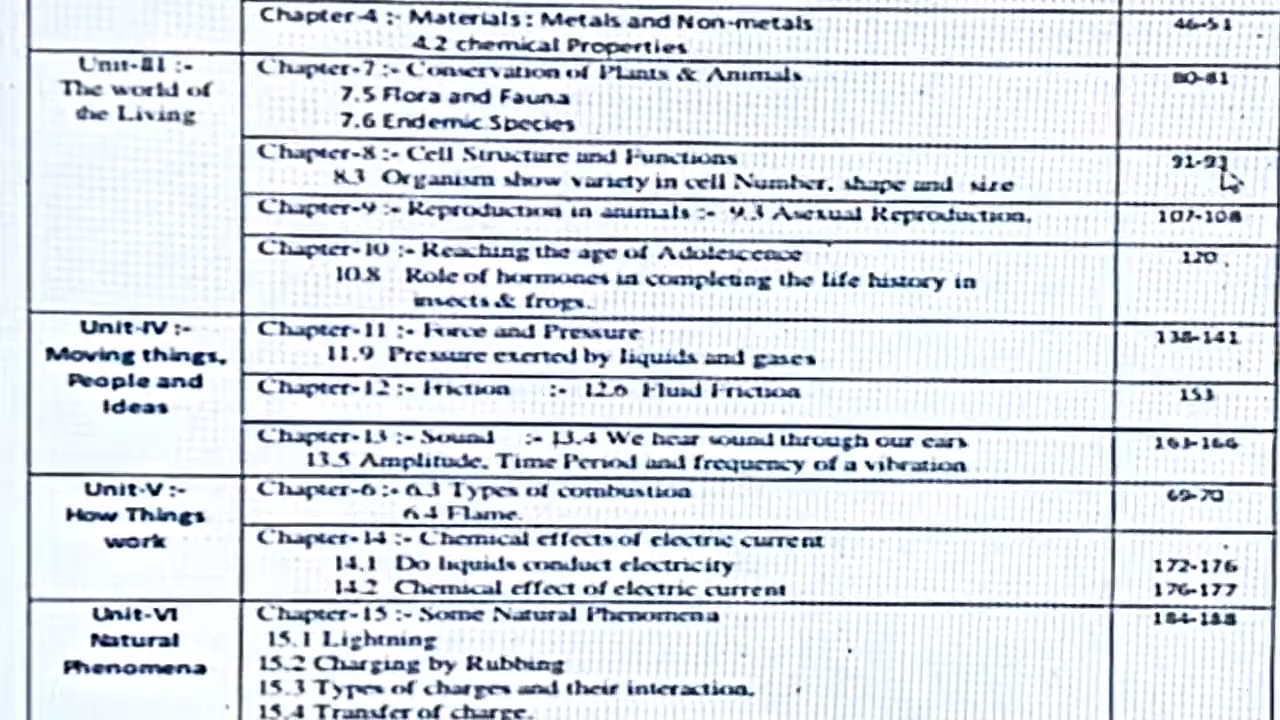 Chapter-4 :- Materials : Metals and Non-metals
46-51
4.2 chemical Properties
Unit-III :-
The world of
the Living
Chapter-7 :- Conservation of Plants & Animals
7.5 Flora and Fauna
7.6 Endemic Species
80-81
Chapter-8 :- Cell Structure and Functions
8.3 Organism show variety in cell Number, shape and size
91-93
Chapter-9 :- Reproduction in animals :- 9.3 Asexual Reproduction.
107-108
Chapter-10 :- Reaching the age of Adolescence
10.8 Role of hormones in completing the life history in
insects & frogs.
120
Unit-IV :-
Moving things,
People and
Ideas
Chapter-11 :- Force and Pressure
11.9 Pressure exerted by liquids and gases
138-141
Chapter-12 :- Friction :- 12.6 Fluid Friction
153
Chapter-13 :- Sound :- 13.4 We hear sound through our ears
13.5 Amplitude, Time Period and frequency of a vibration
163-166
Unit-V :-
How Things
work
Chapter-6 :- 6.3 Types of combustion
6.4 Flame.
69-70
Chapter-14 :- Chemical effects of electric current
14.1 Do liquids conduct electricity
172-176
14.2 Chemical effect of electric current
176-177
Unit-VI
Natural
Phenomena
Chapter-15 :- Some Natural Phenomena
184-188
15.1 Lightning
15.2 Charging by Rubbing
15.3 Types of charges and their interaction.
15.4 Transfer of charge.